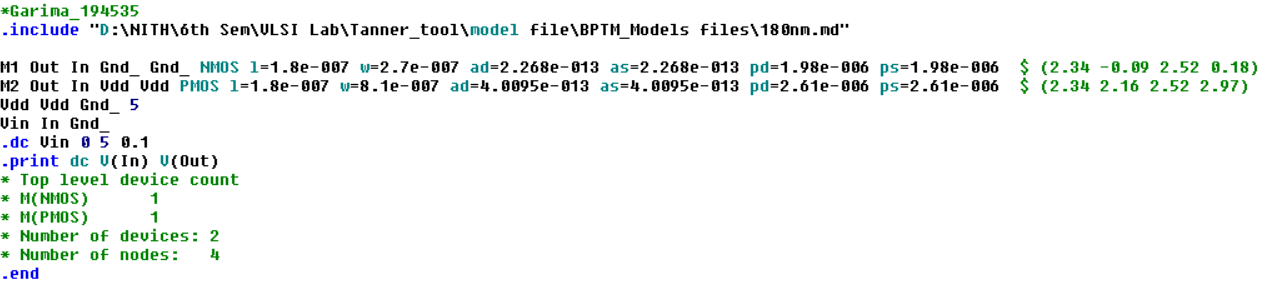 *Garima_194535
.include "D:\NITH\6th Sem\VLSI Lab\Tanner_tool\model file\BPTM_Models files\180nm.md"
M1 Out In Gnd_ Gnd_ NMOS l=1.8e-007 w=2.7e-007 ad=2.268e-013 as=2.268e-013 pd=1.98e-006 ps=1.98e-006  $ (2.34 -0.09 2.52 0.18)
M2 Out In Vdd Vdd PMOS l=1.8e-007 w=8.1e-007 ad=4.0095e-013 as=4.0095e-013 pd=2.61e-006 ps=2.61e-006  $ (2.34 2.16 2.52 2.97)
Vdd Vdd Gnd_ 5
Vin In Gnd_
.dc Vin 0 5 0.1
.print dc V(In) V(Out)
* Top level device count
* M(NMOS)      1
* M(PMOS)      1
* Number of devices: 2
* Number of nodes:   4
.end